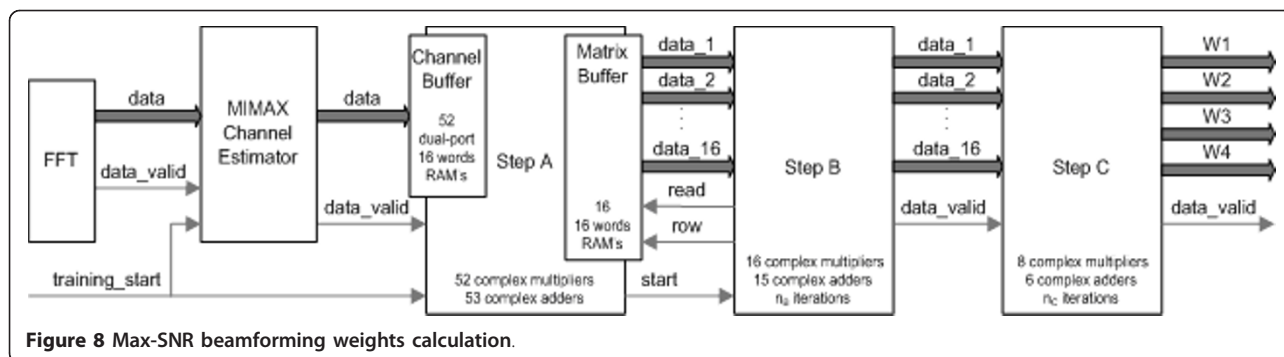 FFT
data
data_valid
training_start
MIMAX
Channel
Estimator
data
data_valid
Channel
Buffer
52
dual-port
16 words
RAM's
Step A
52 complex multipliers
53 complex adders
Matrix
Buffer
16
16 words
RAM's
data_1
data_2
data_16
read
row
start
Step B
16 complex multipliers
15 complex adders
na iterations
data_1
data_2
data_16
data_valid
Step C
8 complex multipliers
6 complex adders
nc iterations
W1
W2
W3
W4
data_valid
Figure 8 Max-SNR beamforming weights calculation.